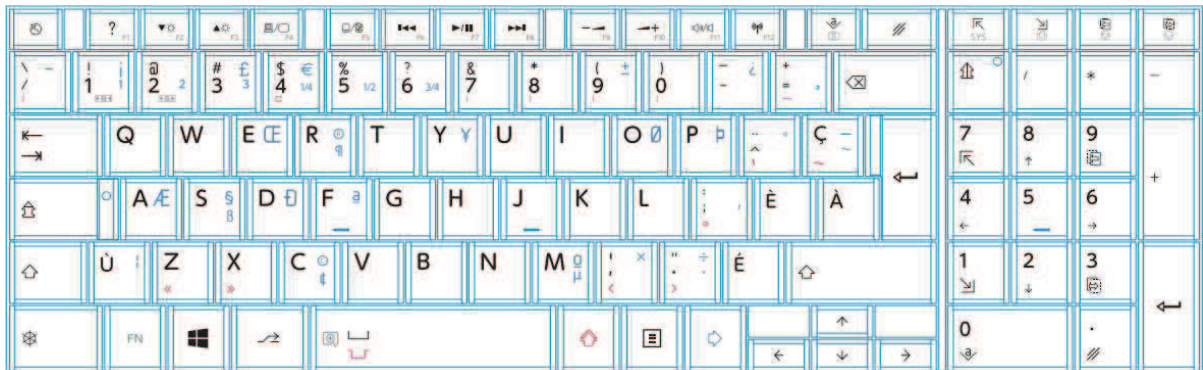 ? F1 F2 F3 F4 F5 F6 F7 F8 F9 F10 F11 F12 SYS
\ / ! 1 ¡ 1 @ 2 2 # 3 £ 3 $ 4 € 1/4 % 5 1/2 ? 6 3/4 & 7 * 8 ( 9 ± ) 0 - - ¿ + = / * -
Q W E Œ R ® ¶ T Y ¥ U I O Ø P Þ ¨ ^ ° Ç ~ 7 8 9
A Æ S § ß D Ð F ª G H J K L : ; È À 4 5 6 +
Ù ¦ Z « X » C © ¢ V B N M º µ ' , × < " . ÷ > É 1 2 3
FN 0 .